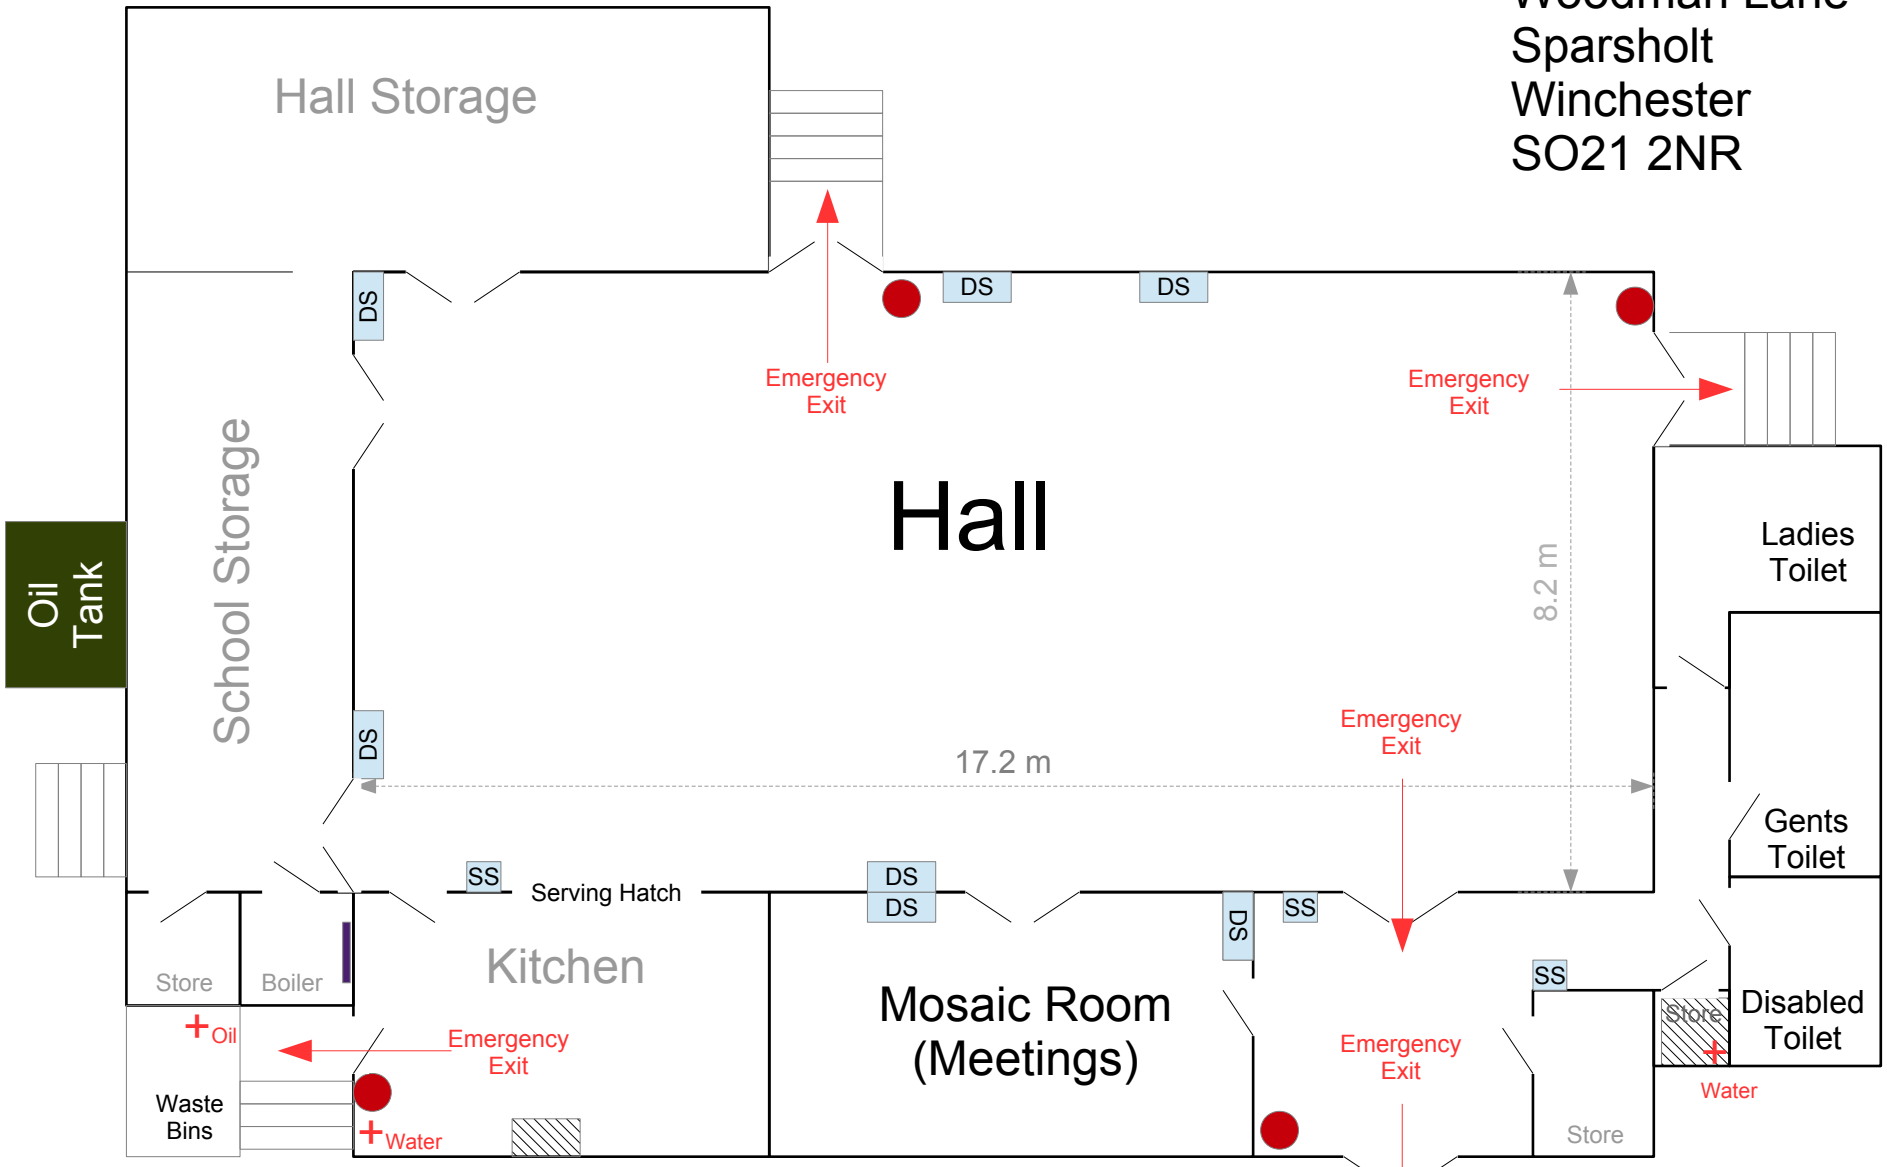 Woodman Lane
Sparsholt
Winchester
SO21 2NR
Hall Storage
DS
DS
DS
Emergency
Exit
Emergency
Exit
School Storage
Hall
Oil
Tank
Ladies
Toilet
8.2 m
DS
Emergency
Exit
17.2 m
Gents
Toilet
SS
Serving Hatch
DS
DS
DS
SS
Store
Boiler
Kitchen
SS
Mosaic Room
(Meetings)
Store
Disabled
Toilet
Oil
Emergency
Exit
Emergency
Exit
Water
Waste
Bins
Water
Store